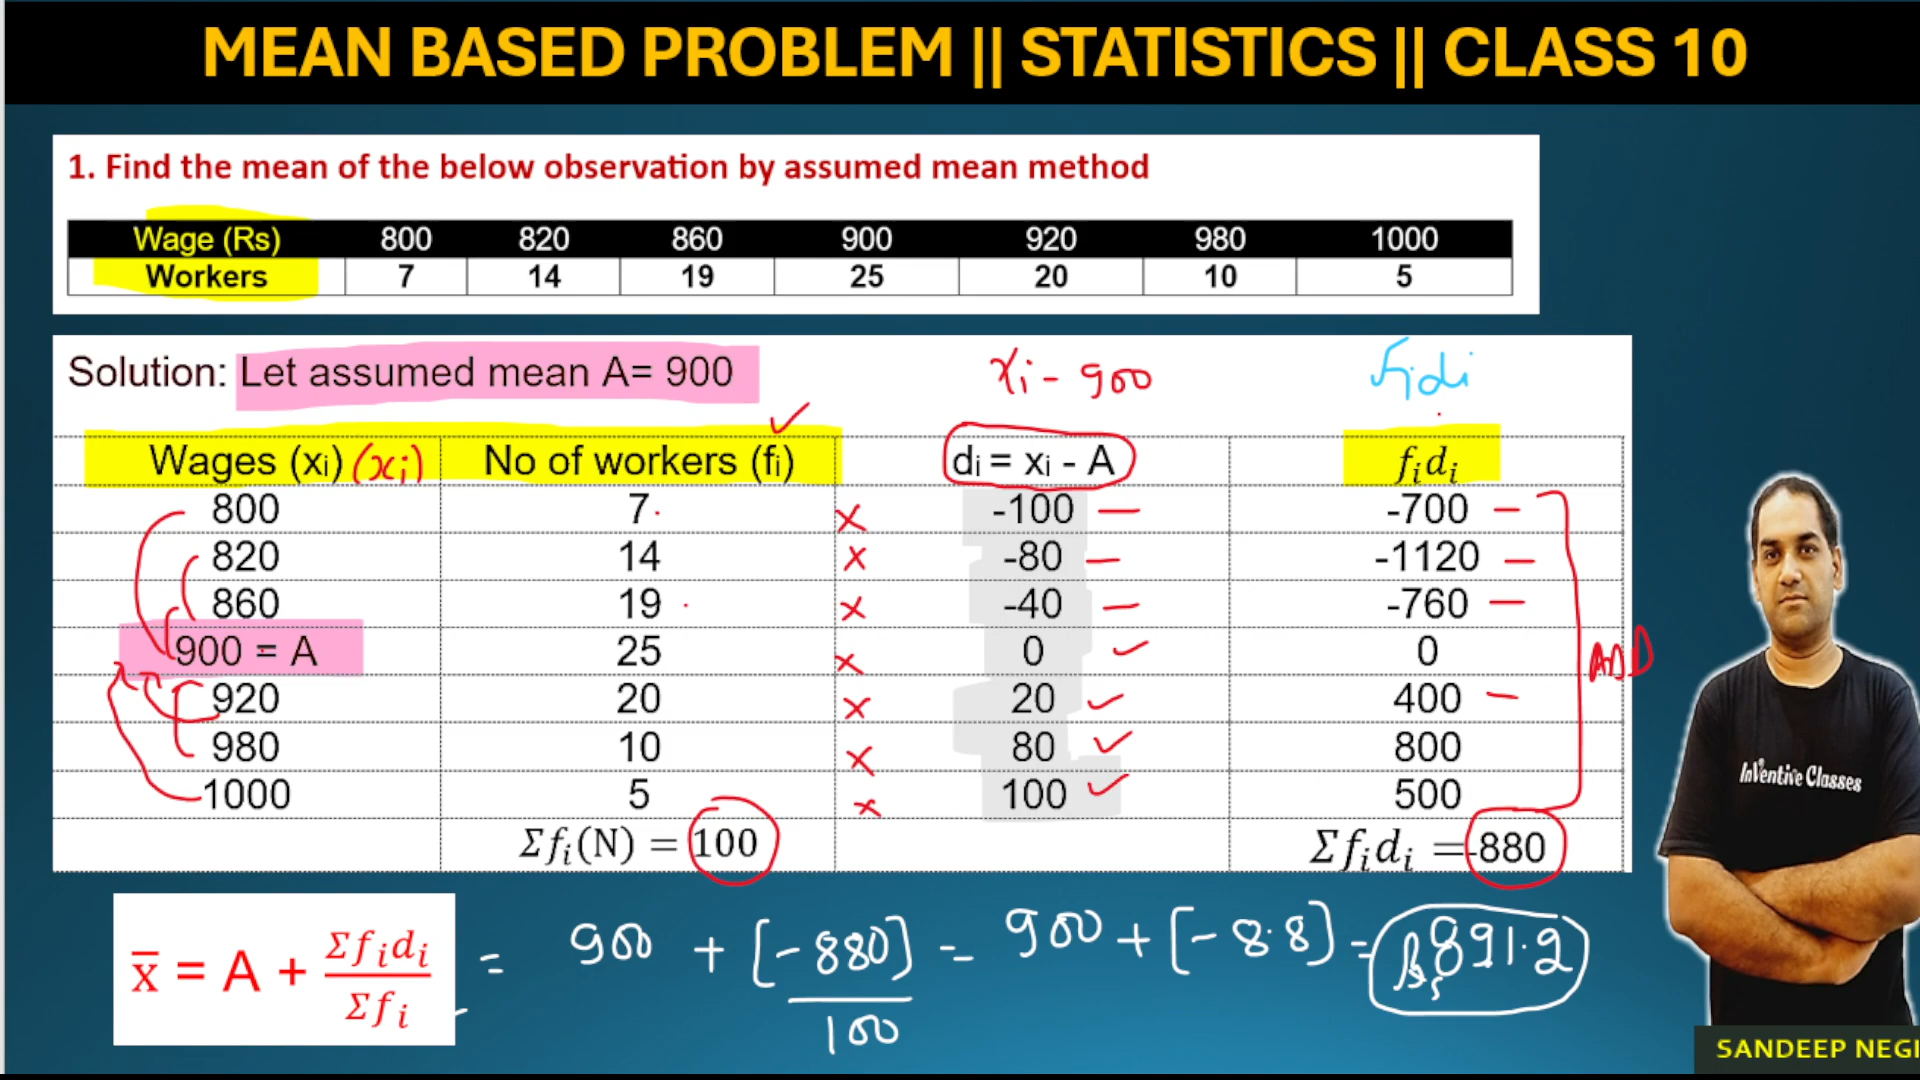 MEAN BASED PROBLEM || STATISTICS || CLASS 10
1. Find the mean of the below observation by assumed mean method
Wage (Rs) 800 820 860 900 920 980 1000
Workers 7 14 19 25 20 10 5
Solution: Let assumed mean A= 900 xi - 900 fidi
Wages (xi) (xi) No of workers (fi) di = xi - A fidi
800 7 × -100 -700
820 14 × -80 -1120
860 19 × -40 -760
900 = A 25 × 0 0 ADD
920 20 × 20 400
980 10 × 80 800
1000 5 × 100 500
Σfi(N) = 100 Σfidi =-880
x̅ = A + Σfidi/Σfi = 900 + [-880]/100 = 900 + [-8.8] = Rs 891.2
Inventive Classes
SANDEEP NEGI